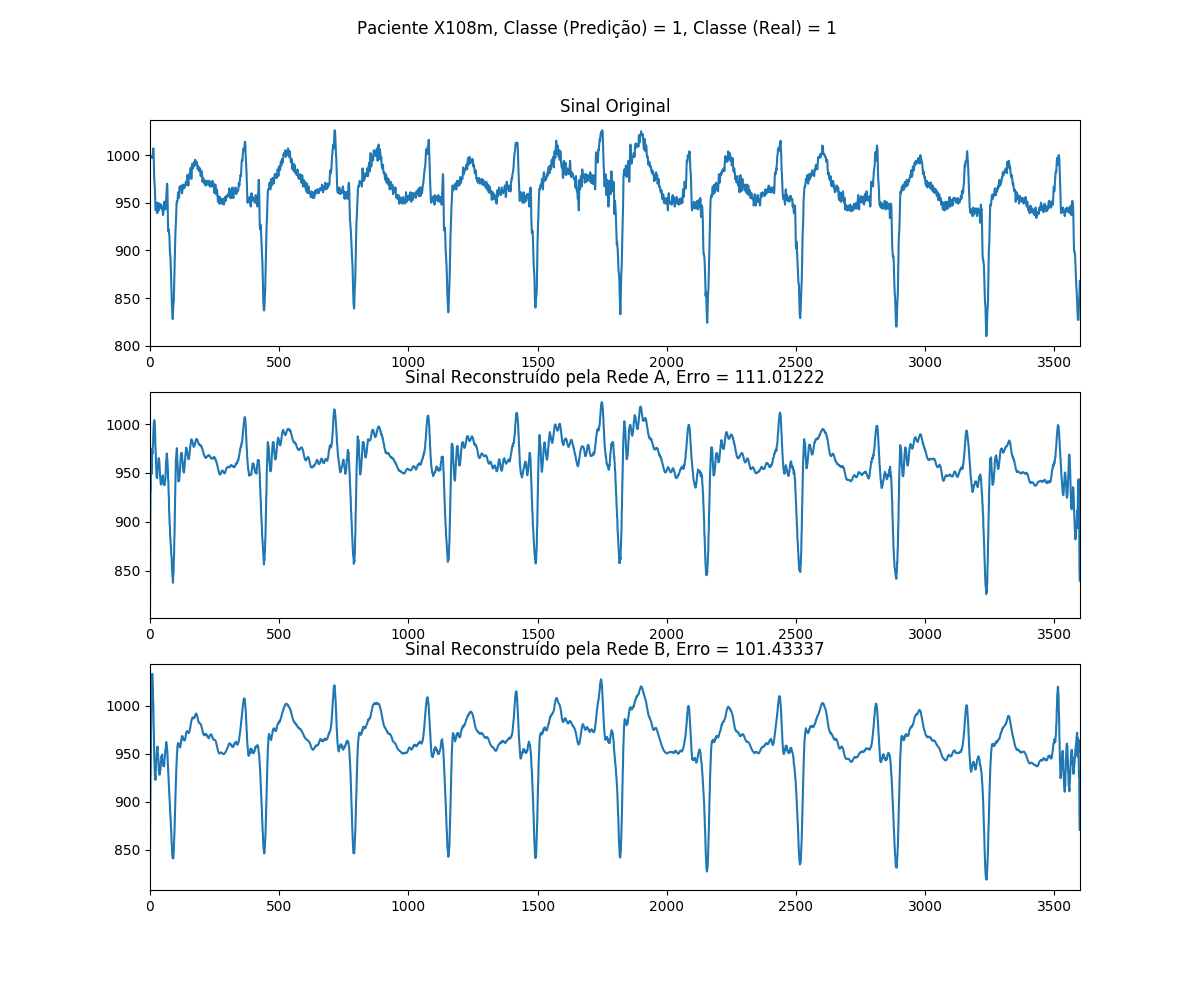 Paciente X108m, Classe (Predição) = 1, Classe (Real) = 1
Sinal Original
1000
950
900
850
800
0 500 1000 1500 2000 2500 3000 3500
Sinal Reconstruído pela Rede A, Erro = 111.01222
1000
950
900
850
0 500 1000 1500 2000 2500 3000 3500
Sinal Reconstruído pela Rede B, Erro = 101.43337
1000
950
900
850
0 500 1000 1500 2000 2500 3000 3500